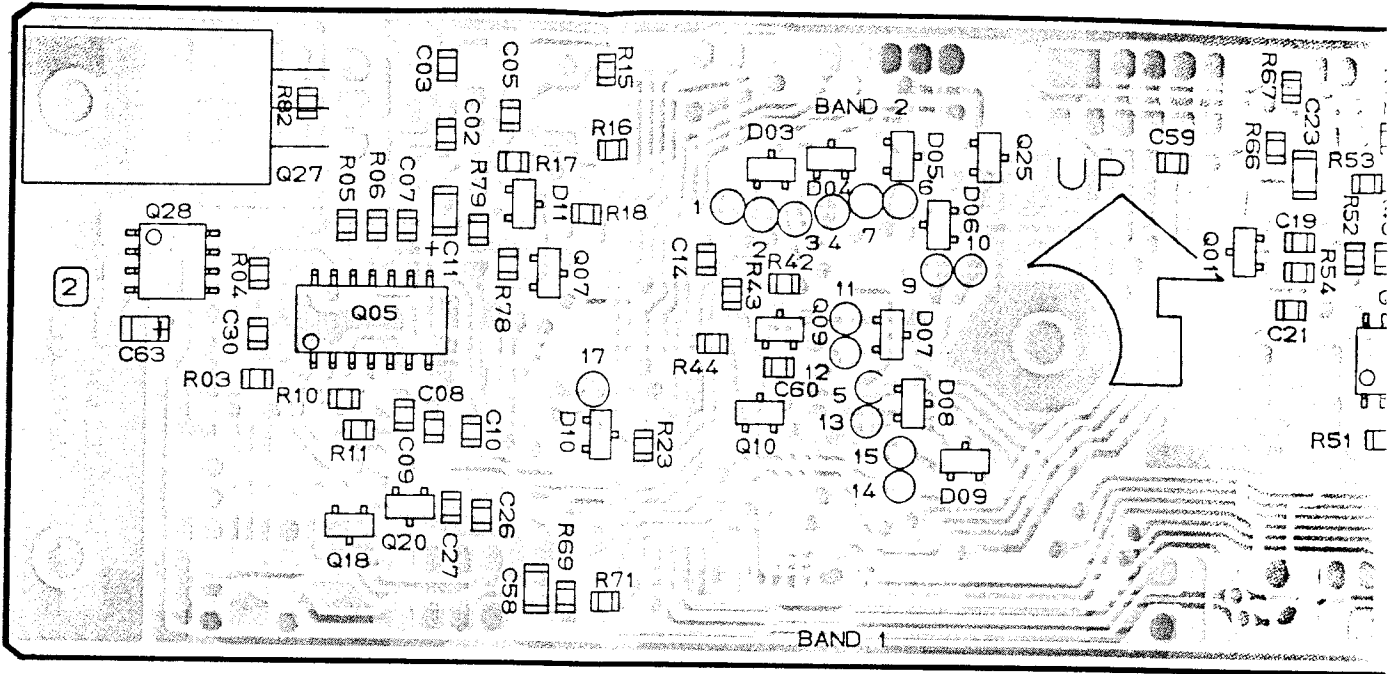 C03
C05
R15
R67
R82
BAND 2
C02
R16
D03
D05
Q25
C59
R66
C23
R53
Q27
R17
UP
R05
R06
C07
R79
D11
D04
6
Q28
1
R18
D06
R52
C19
2
3
4
7
10
Q01
+
C11
C14
R42
2
R04
Q07
R43
9
R54
R78
11
Q05
Q09
D07
C21
C63
+
C30
R44
17
12
R03
C60
5
R10
C08
D08
D10
R23
Q10
13
R11
C09
C10
15
R51
14
D09
C26
Q18
Q20
C27
R69
C58
R71
BAND 1